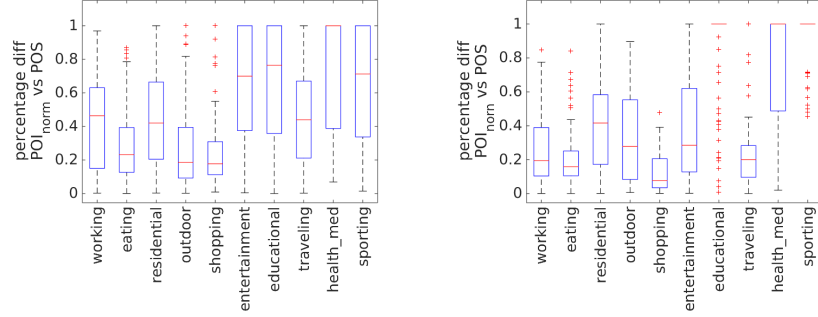 percentage diff
POI_norm vs POS
1
0.8
0.6
0.4
0.2
0
working
eating
residential
outdoor
shopping
entertainment
educational
traveling
health_med
sporting
percentage diff
POI_norm vs POS
1
0.8
0.6
0.4
0.2
0
working
eating
residential
outdoor
shopping
entertainment
educational
traveling
health_med
sporting